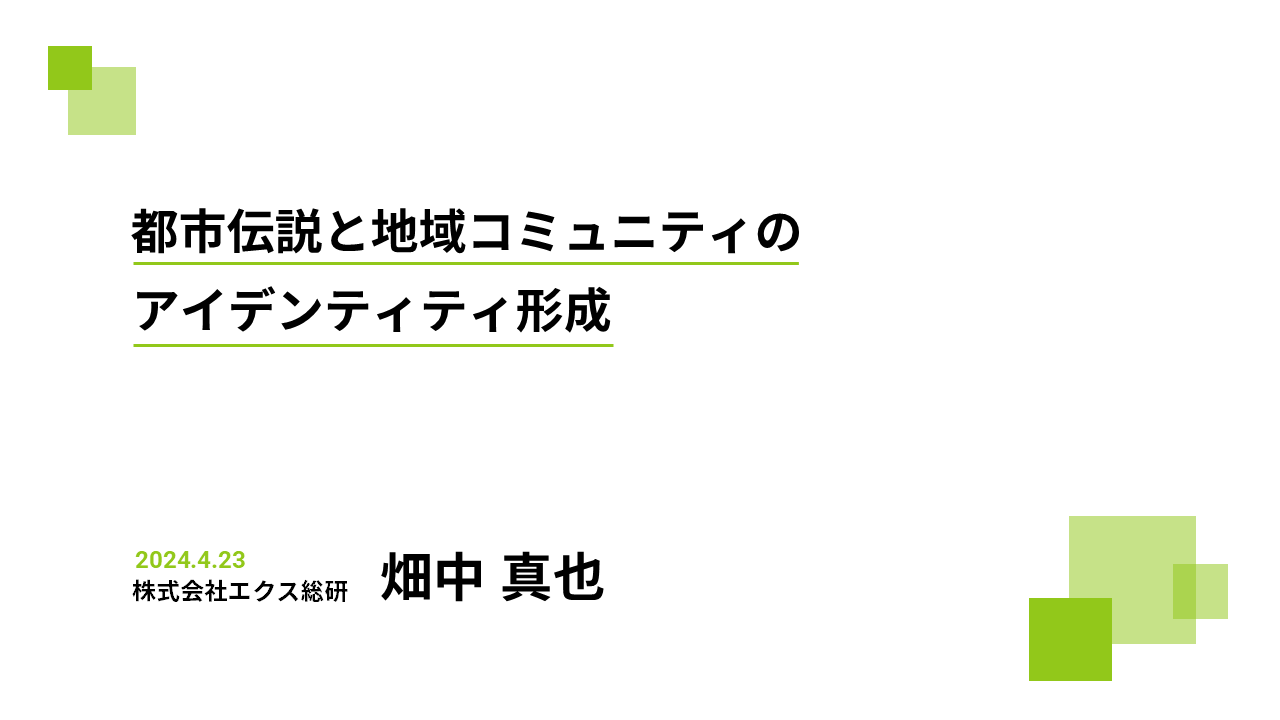 都市伝説と地域コミュニティの
アイデンティティ形成
2024.4.23
株式会社エクス総研
畑中 真也